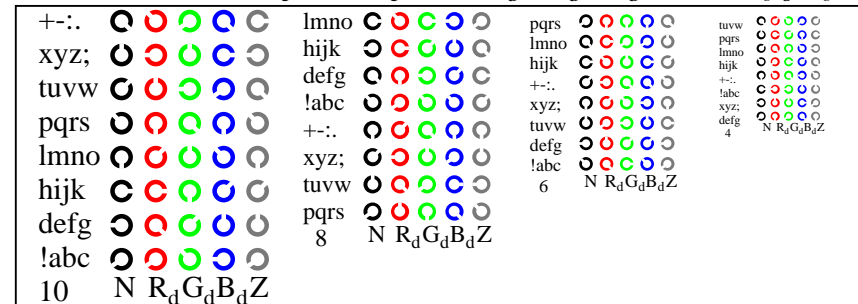 +-:.
xyz;
tuvw
pqrs
lmno
hijk
defg
!abc
10 N RdGdBdZ
lmno
hijk
defg
!abc
+-:.
xyz;
tuvw
pqrs
8 N RdGdBdZ
pqrs
lmno
hijk
+-:.
xyz;
tuvw
defg
!abc
6 N RdGdBdZ
tuvw
pqrs
lmno
hijk
+-:.
!abc
xyz;
defg
4 N RdGdBdZ